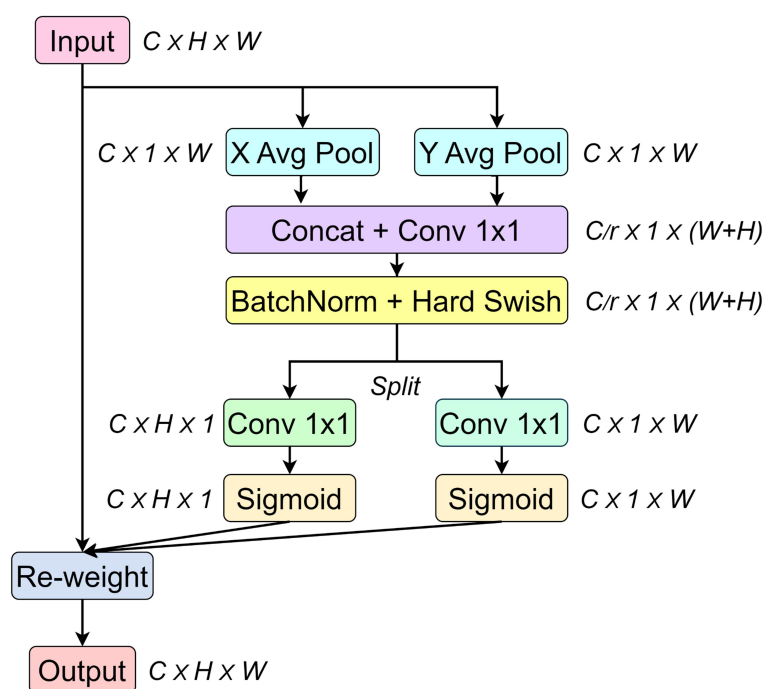 Input C x H x W
C x 1 x W X Avg Pool Y Avg Pool C x 1 x W
Concat + Conv 1x1 C/r x 1 x (W+H)
BatchNorm + Hard Swish C/r x 1 x (W+H)
Split
C x H x 1 Conv 1x1 Conv 1x1 C x 1 x W
C x H x 1 Sigmoid Sigmoid C x 1 x W
Re-weight
Output C x H x W